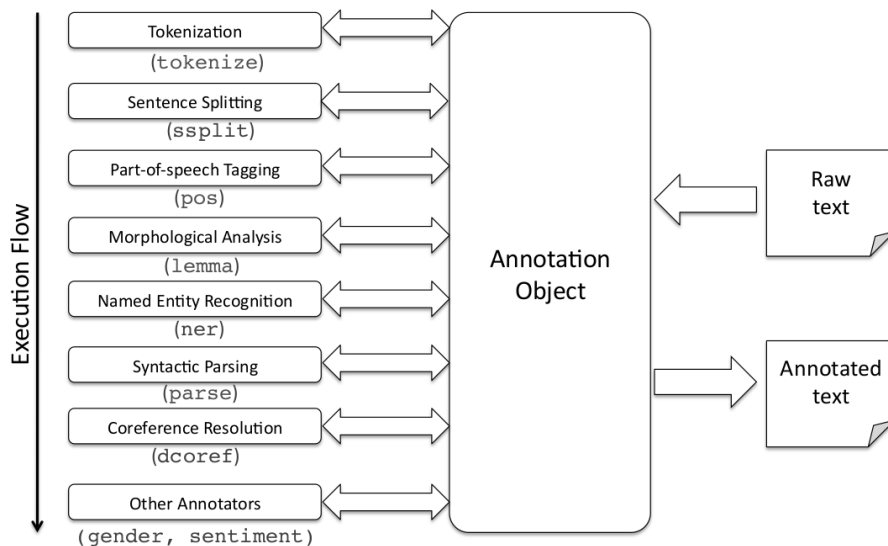 Execution Flow
Tokenization
(tokenize)
Sentence Splitting
(ssplit)
Part-of-speech Tagging
(pos)
Morphological Analysis
(lemma)
Named Entity Recognition
(ner)
Syntactic Parsing
(parse)
Coreference Resolution
(dcoref)
Other Annotators
(gender, sentiment)
Annotation
Object
Raw
text
Annotated
text